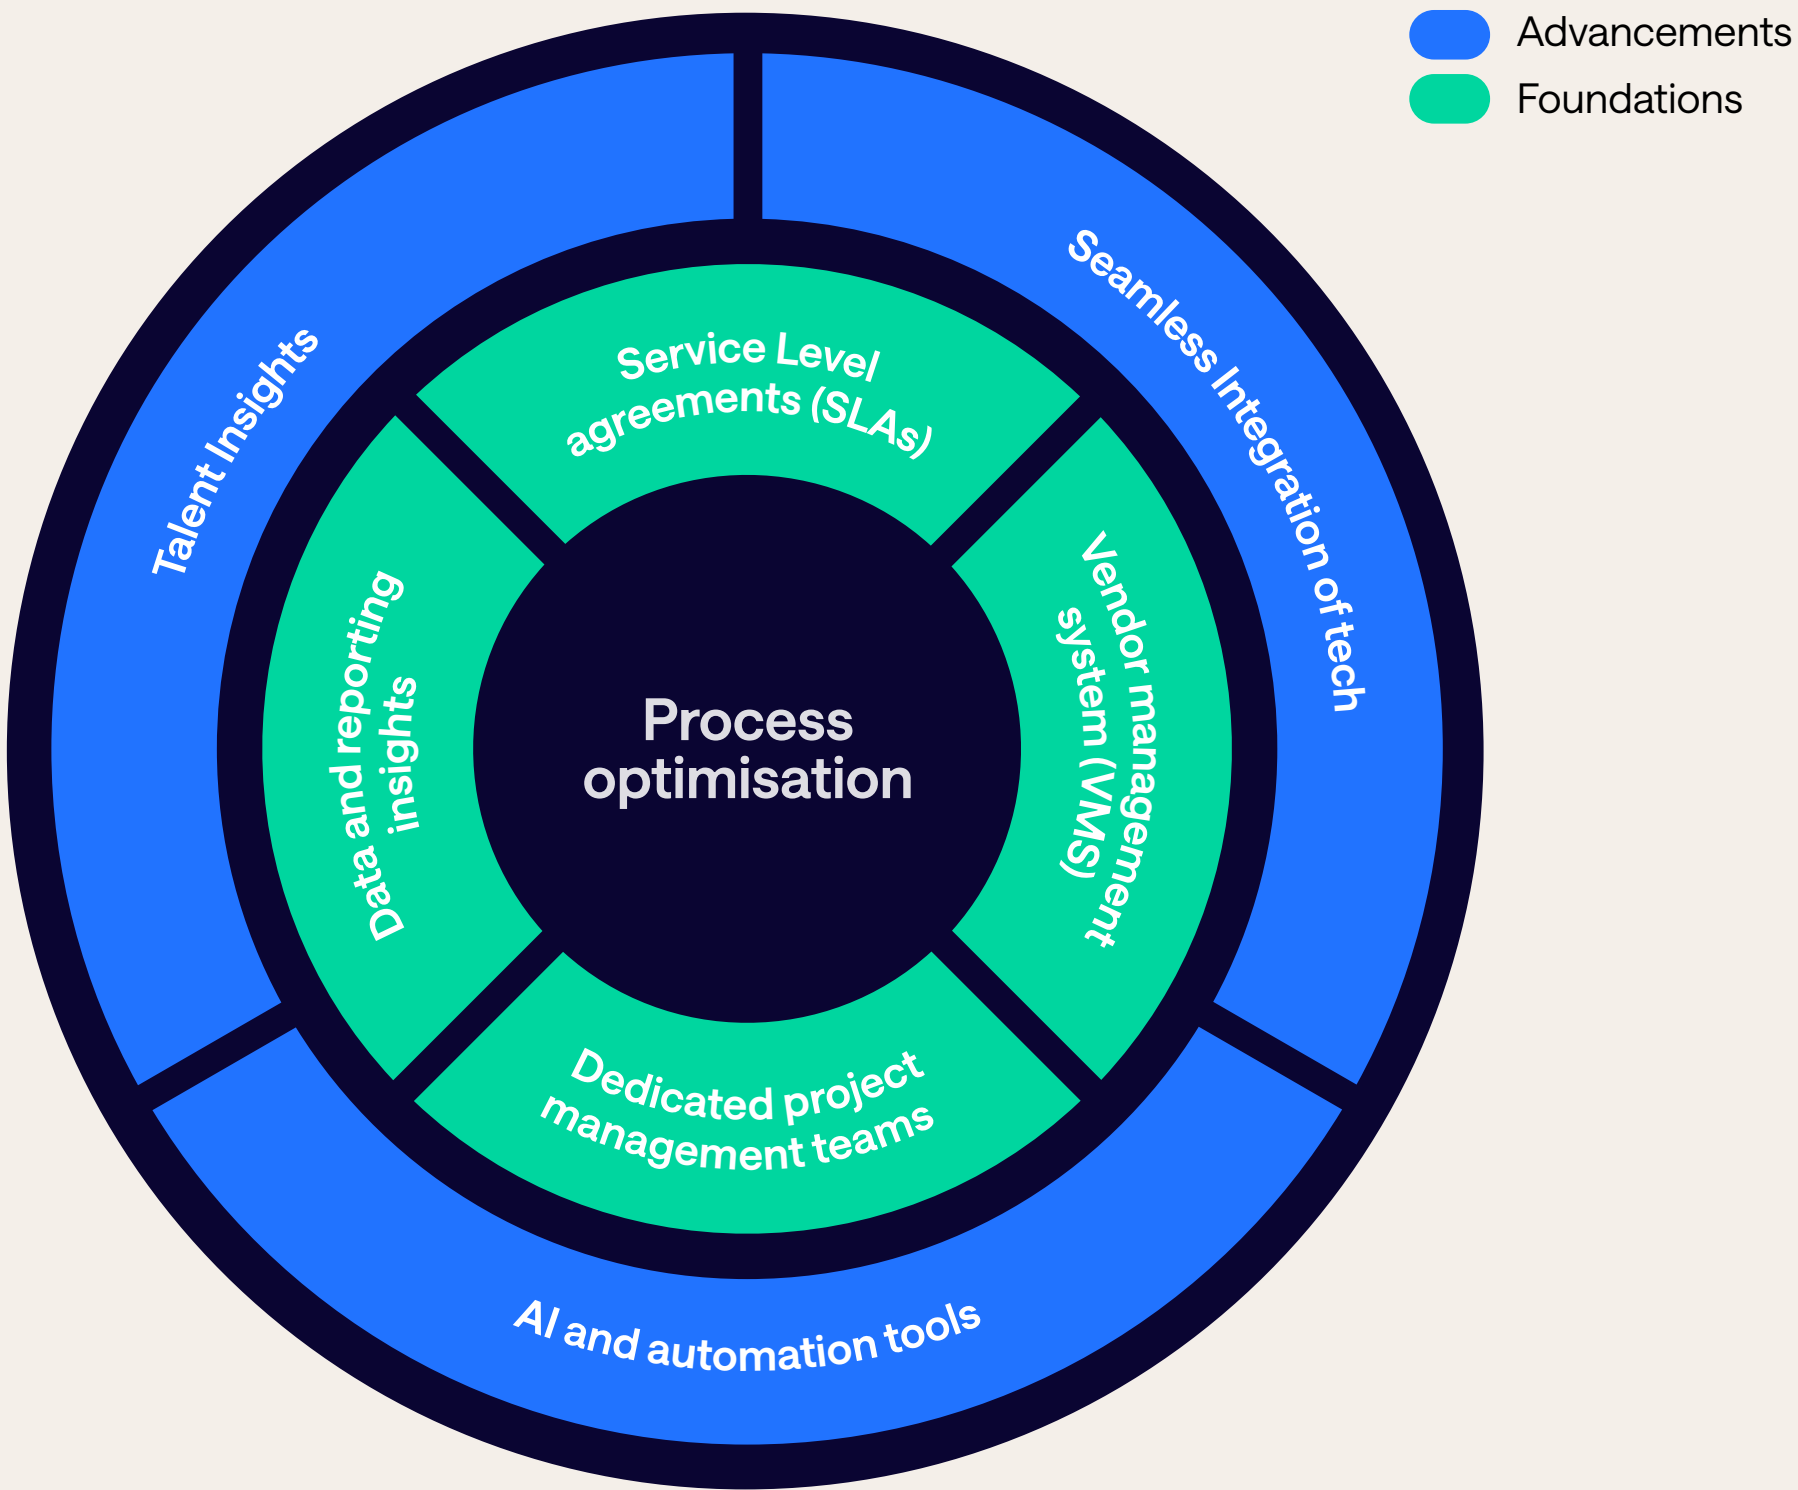 Advancements
Foundations
Talent Insights
Seamless Integration of tech
Service Level
agreements (SLAs)
Vendor management
system (VMS)
Data and reporting
insights
Process
optimisation
Dedicated project
management teams
AI and automation tools